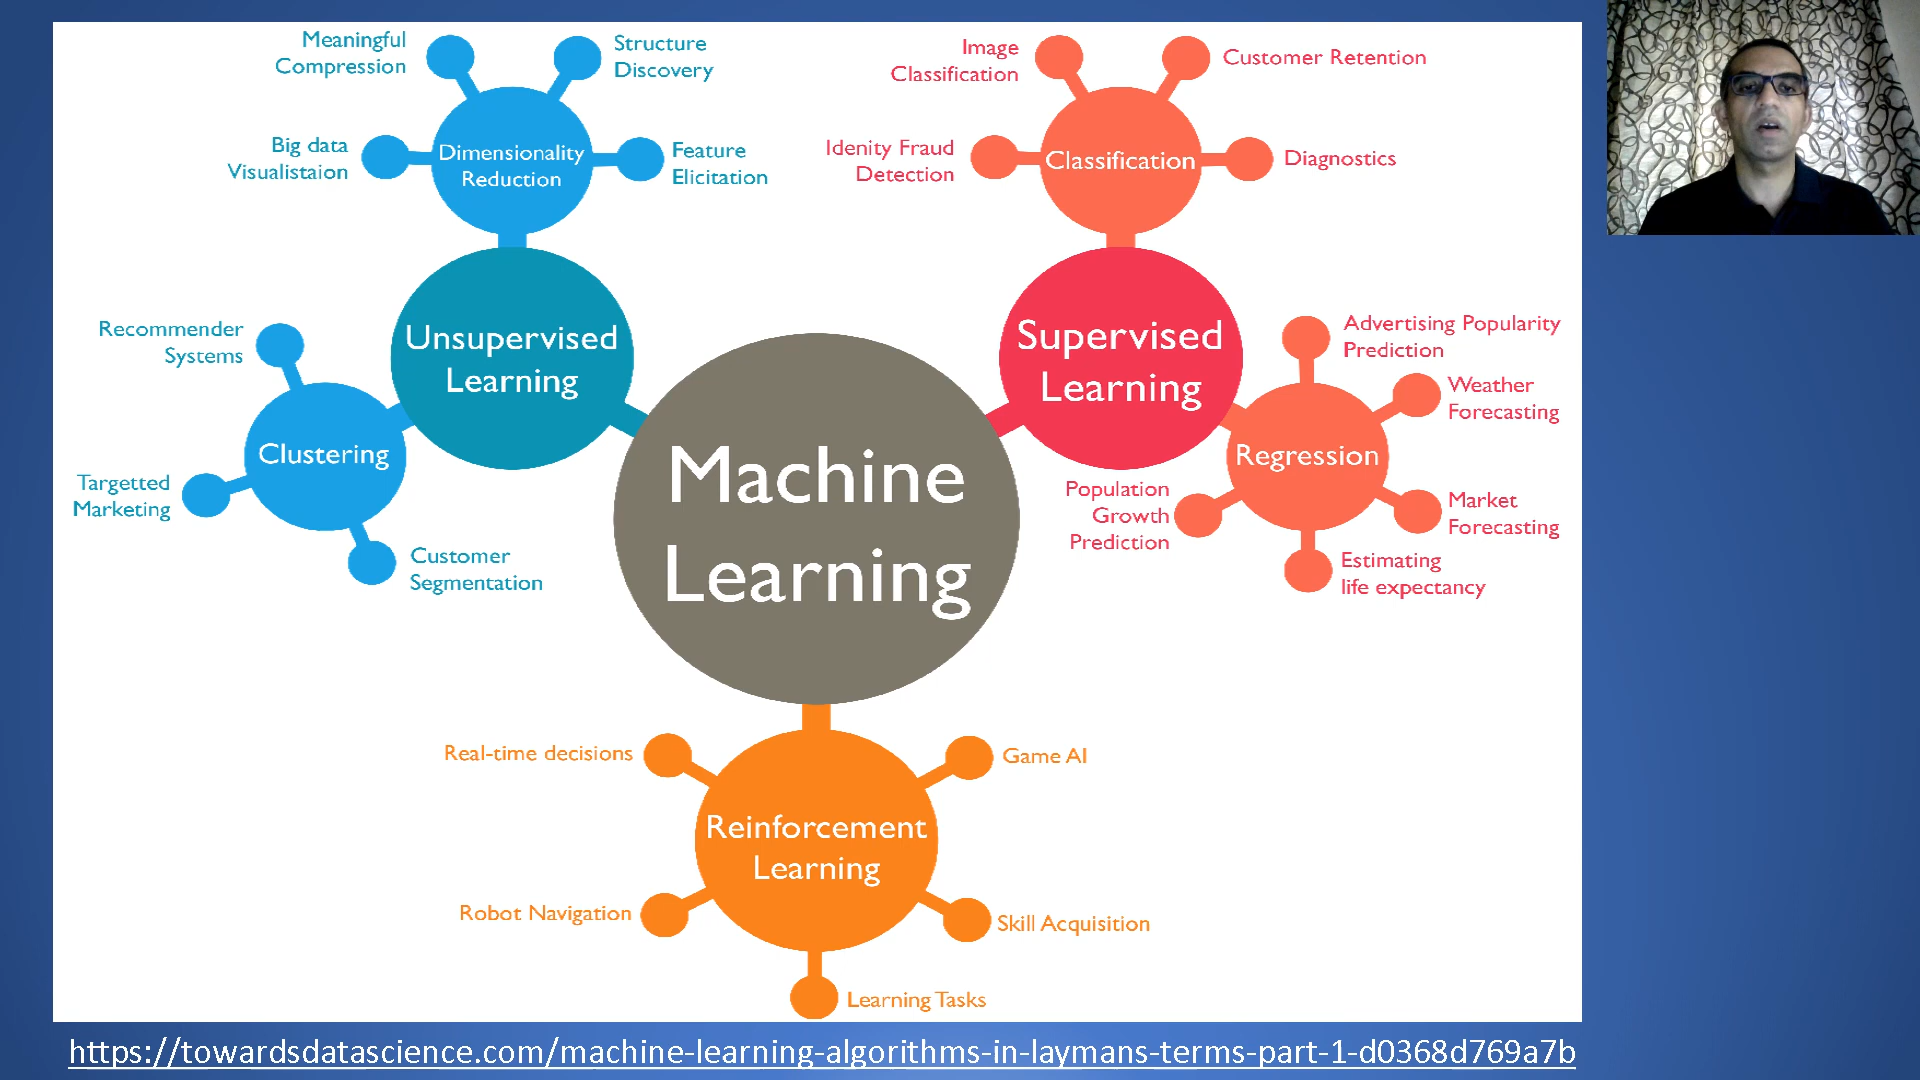 Meaningful
Compression
Structure
Discovery
Big data
Visualistaion
Dimensionality
Reduction
Feature
Elicitation
Image
Classification
Customer Retention
Idenity Fraud
Detection
Classification
Diagnostics
Recommender
Systems
Unsupervised
Learning
Clustering
Targetted
Marketing
Customer
Segmentation
Machine
Learning
Supervised
Learning
Advertising Popularity
Prediction
Weather
Forecasting
Regression
Population
Growth
Prediction
Market
Forecasting
Estimating
life expectancy
Real-time decisions
Game AI
Reinforcement
Learning
Robot Navigation
Skill Acquisition
Learning Tasks
https://towardsdatascience.com/machine-learning-algorithms-in-laymans-terms-part-1-d0368d769a7b